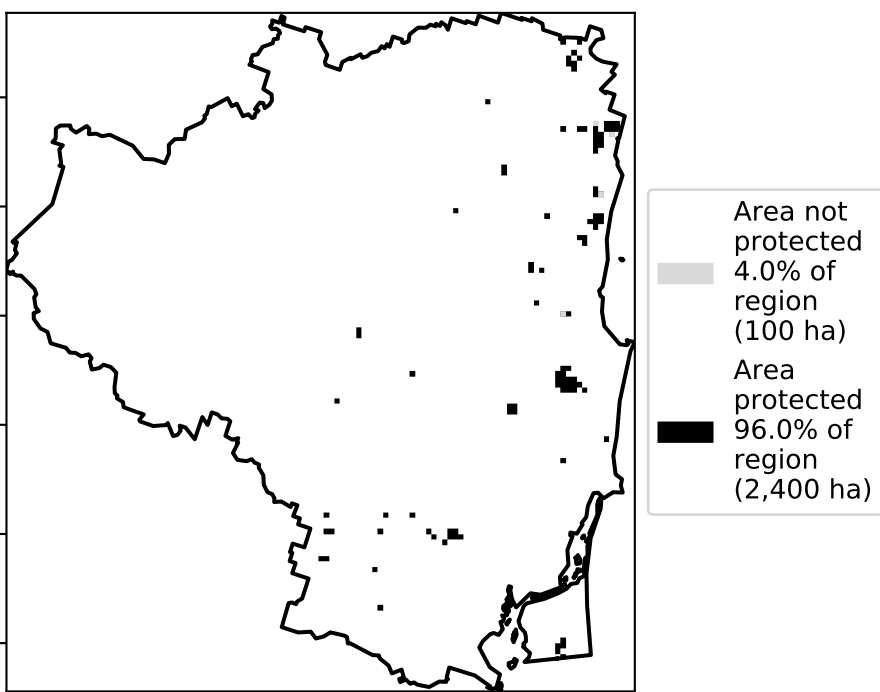 Area not
protected
4.0% of
region
(100 ha)
Area
protected
96.0% of
region
(2,400 ha)